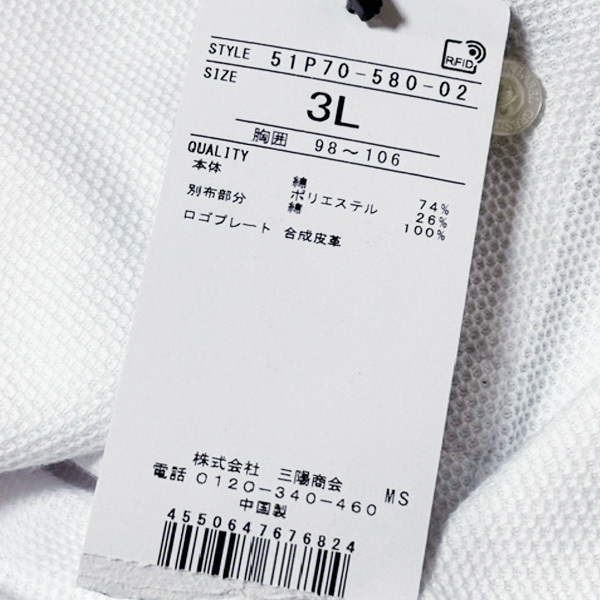 RFID
STYLE 51P70-580-02
SIZE
3L
胸囲 98～106
QUALITY
本体 綿 74%
ポリエステル 26%
別布部分 綿 100%
ロゴプレート 合成皮革
株式会社 三陽商会
電話 0120-340-460 MS
中国製
4550647676824